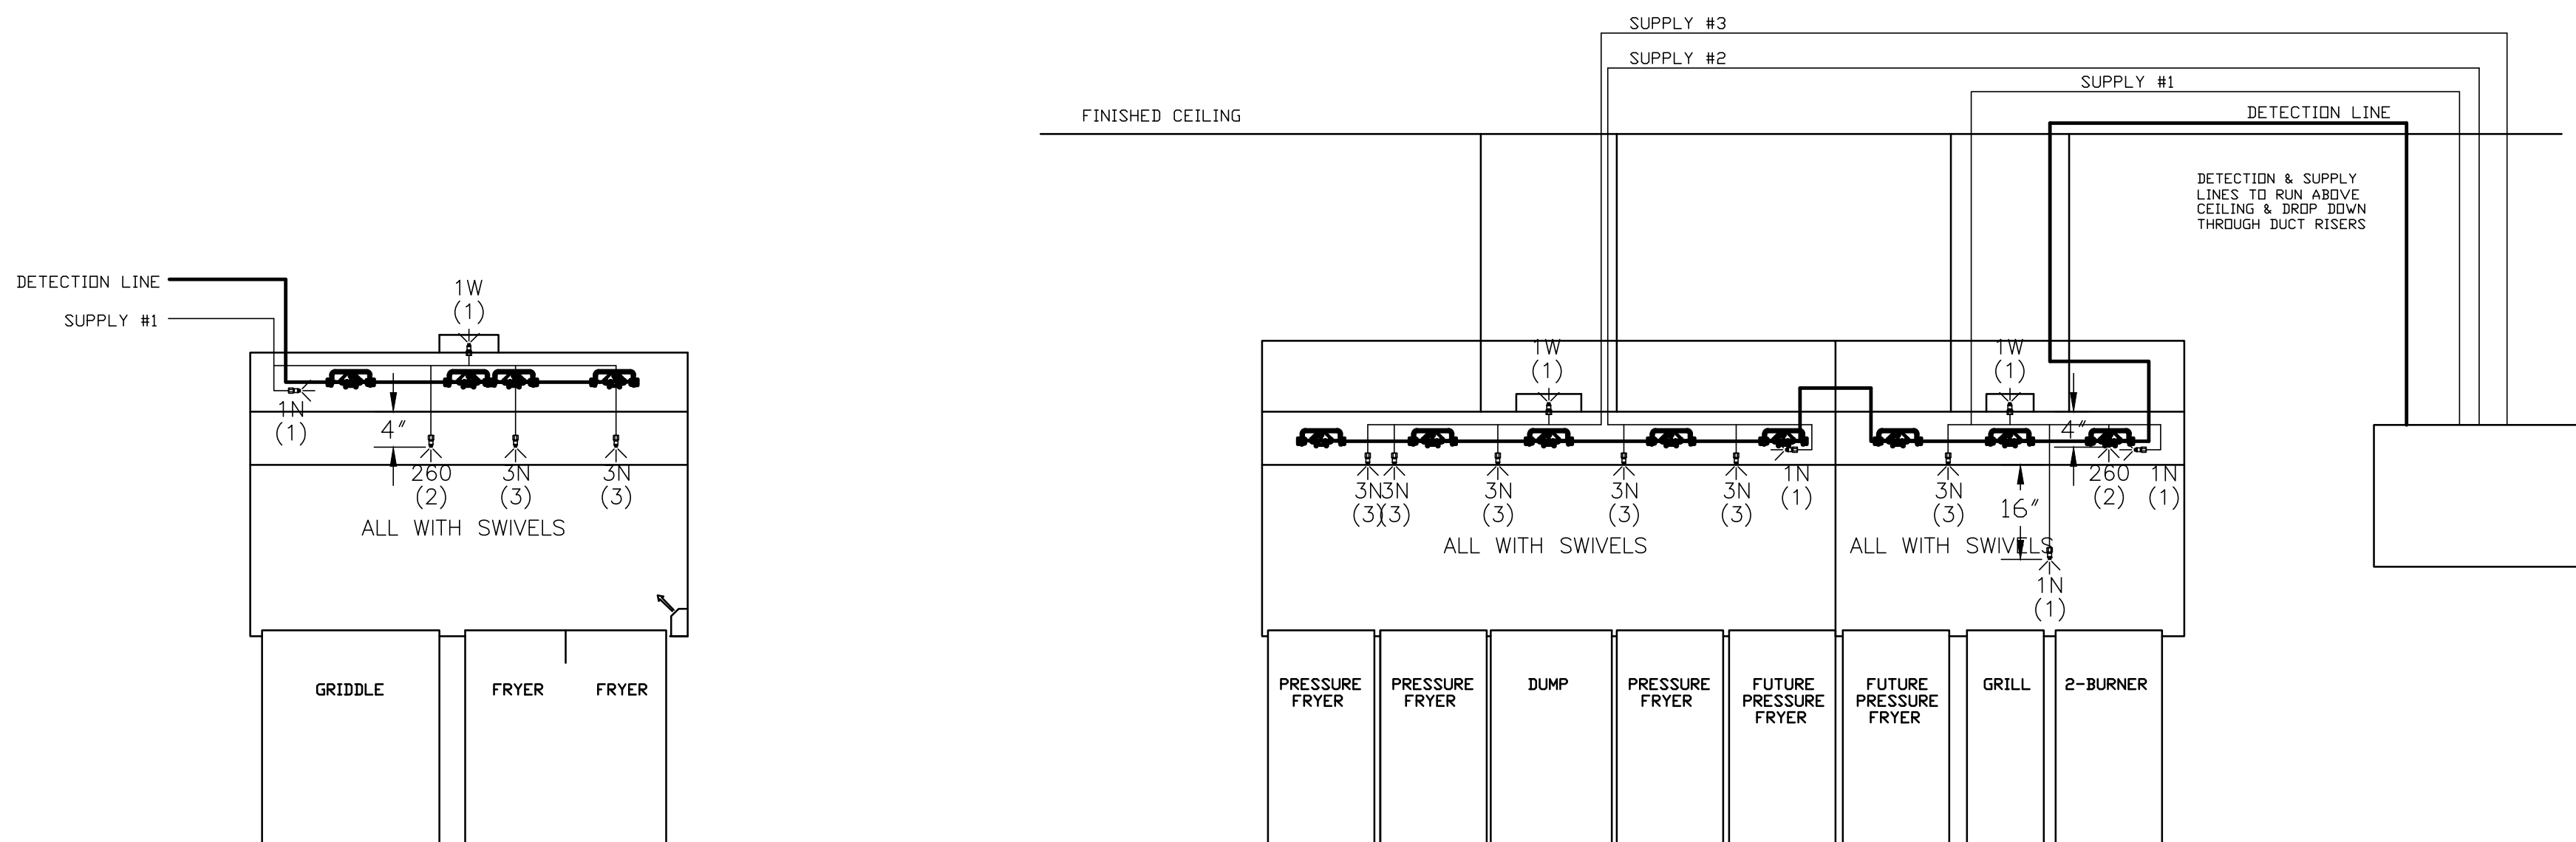 SUPPLY #3
SUPPLY #2
SUPPLY #1
DETECTION LINE
FINISHED CEILING
DETECTION & SUPPLY
LINES TO RUN ABOVE
CEILING & DROP DOWN
THROUGH DUCT RISERS
DETECTION LINE
SUPPLY #1
1W
(1)
1N
(1)
4"
260
(2)
3N
(3)
3N
(3)
ALL WITH SWIVELS
GRIDDLE
FRYER
FRYER
1W
(1)
1W
(1)
3N
(3)
3N
(3)
3N
(3)
3N
(3)
3N
(3)
1N
(1)
ALL WITH SWIVELS
3N
(3)
16"
4"
260
(2)
1N
(1)
ALL WITH SWIVELS
1N
(1)
PRESSURE
FRYER
PRESSURE
FRYER
DUMP
PRESSURE
FRYER
FUTURE
PRESSURE
FRYER
FUTURE
PRESSURE
FRYER
GRILL
2-BURNER